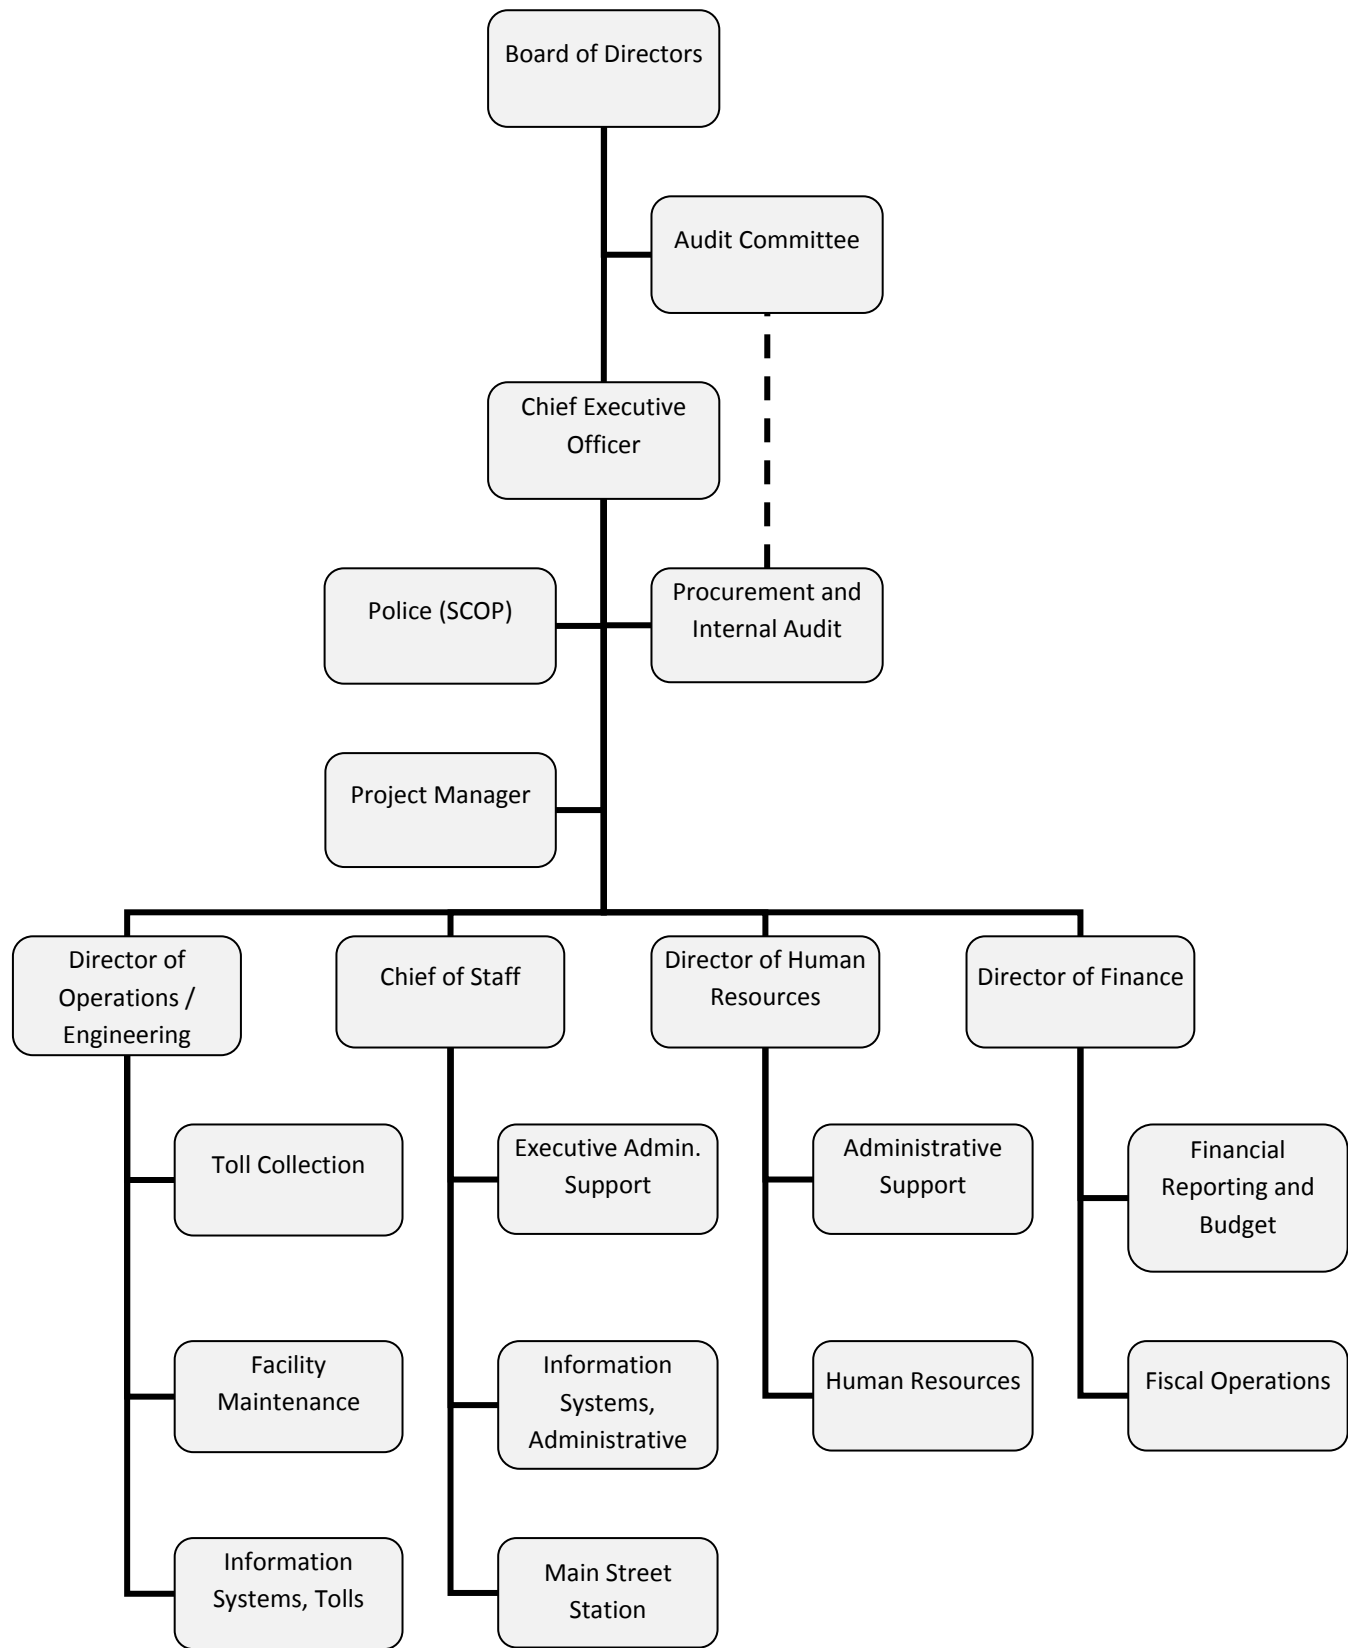 Board of Directors
Audit Committee
Chief Executive
Officer
Police (SCOP)
Procurement and
Internal Audit
Project Manager
Director of
Operations /
Engineering
Chief of Staff
Director of Human
Resources
Director of Finance
Toll Collection
Executive Admin.
Support
Administrative
Support
Financial
Reporting and
Budget
Facility
Maintenance
Information
Systems,
Administrative
Human Resources
Fiscal Operations
Information
Systems, Tolls
Main Street
Station